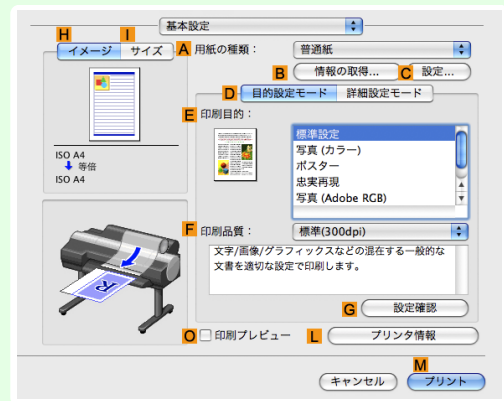 基本設定
H I
イメージ サイズ
A 用紙の種類： 普通紙
B 情報の取得... C 設定...
D 目的設定モード 詳細設定モード
E 印刷目的：
標準設定
写真 (カラー)
ポスター
忠実再現
写真 (Adobe RGB)
ISO A4
等倍
ISO A4
F 印刷品質： 標準(300dpi)
文字/画像/グラフィックスなどの混在する一般的な
文書を適切な設定で印刷します。
R
G 設定確認
O 印刷プレビュー L プリンタ情報
M
キャンセル プリント